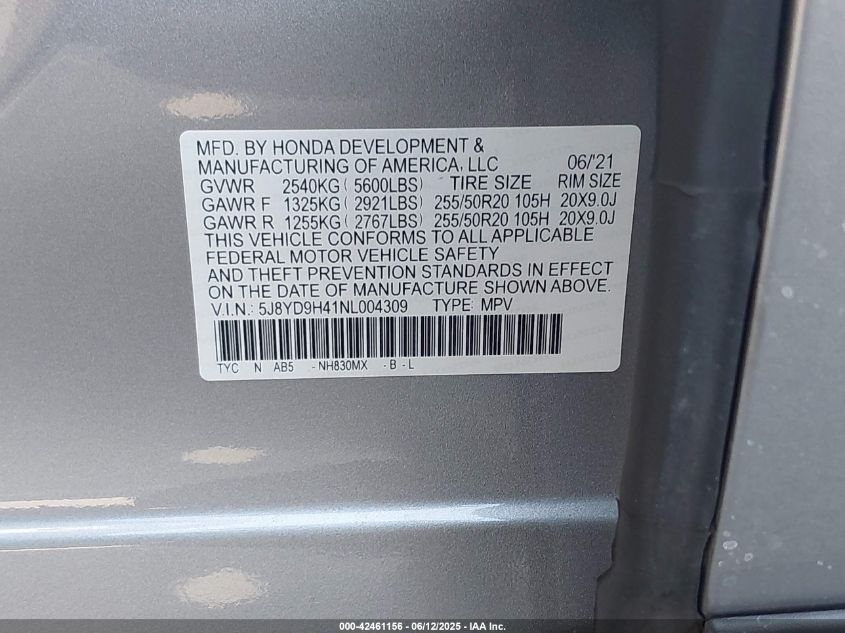 MFD. BY HONDA DEVELOPMENT &
MANUFACTURING OF AMERICA, LLC 06/'21
GVWR 2540KG ( 5600LBS) TIRE SIZE RIM SIZE
GAWR F 1325KG ( 2921LBS) 255/50R20 105H 20X9.0J
GAWR R 1255KG ( 2767LBS) 255/50R20 105H 20X9.0J
THIS VEHICLE CONFORMS TO ALL APPLICABLE
FEDERAL MOTOR VEHICLE SAFETY
AND THEFT PREVENTION STANDARDS IN EFFECT
ON THE DATE OF MANUFACTURE SHOWN ABOVE.
V.I.N.: 5J8YD9H41NL004309 TYPE: MPV
TYC N AB5 - NH830MX - B - L
000-42461156 - 06/12/2025 - IAA Inc.